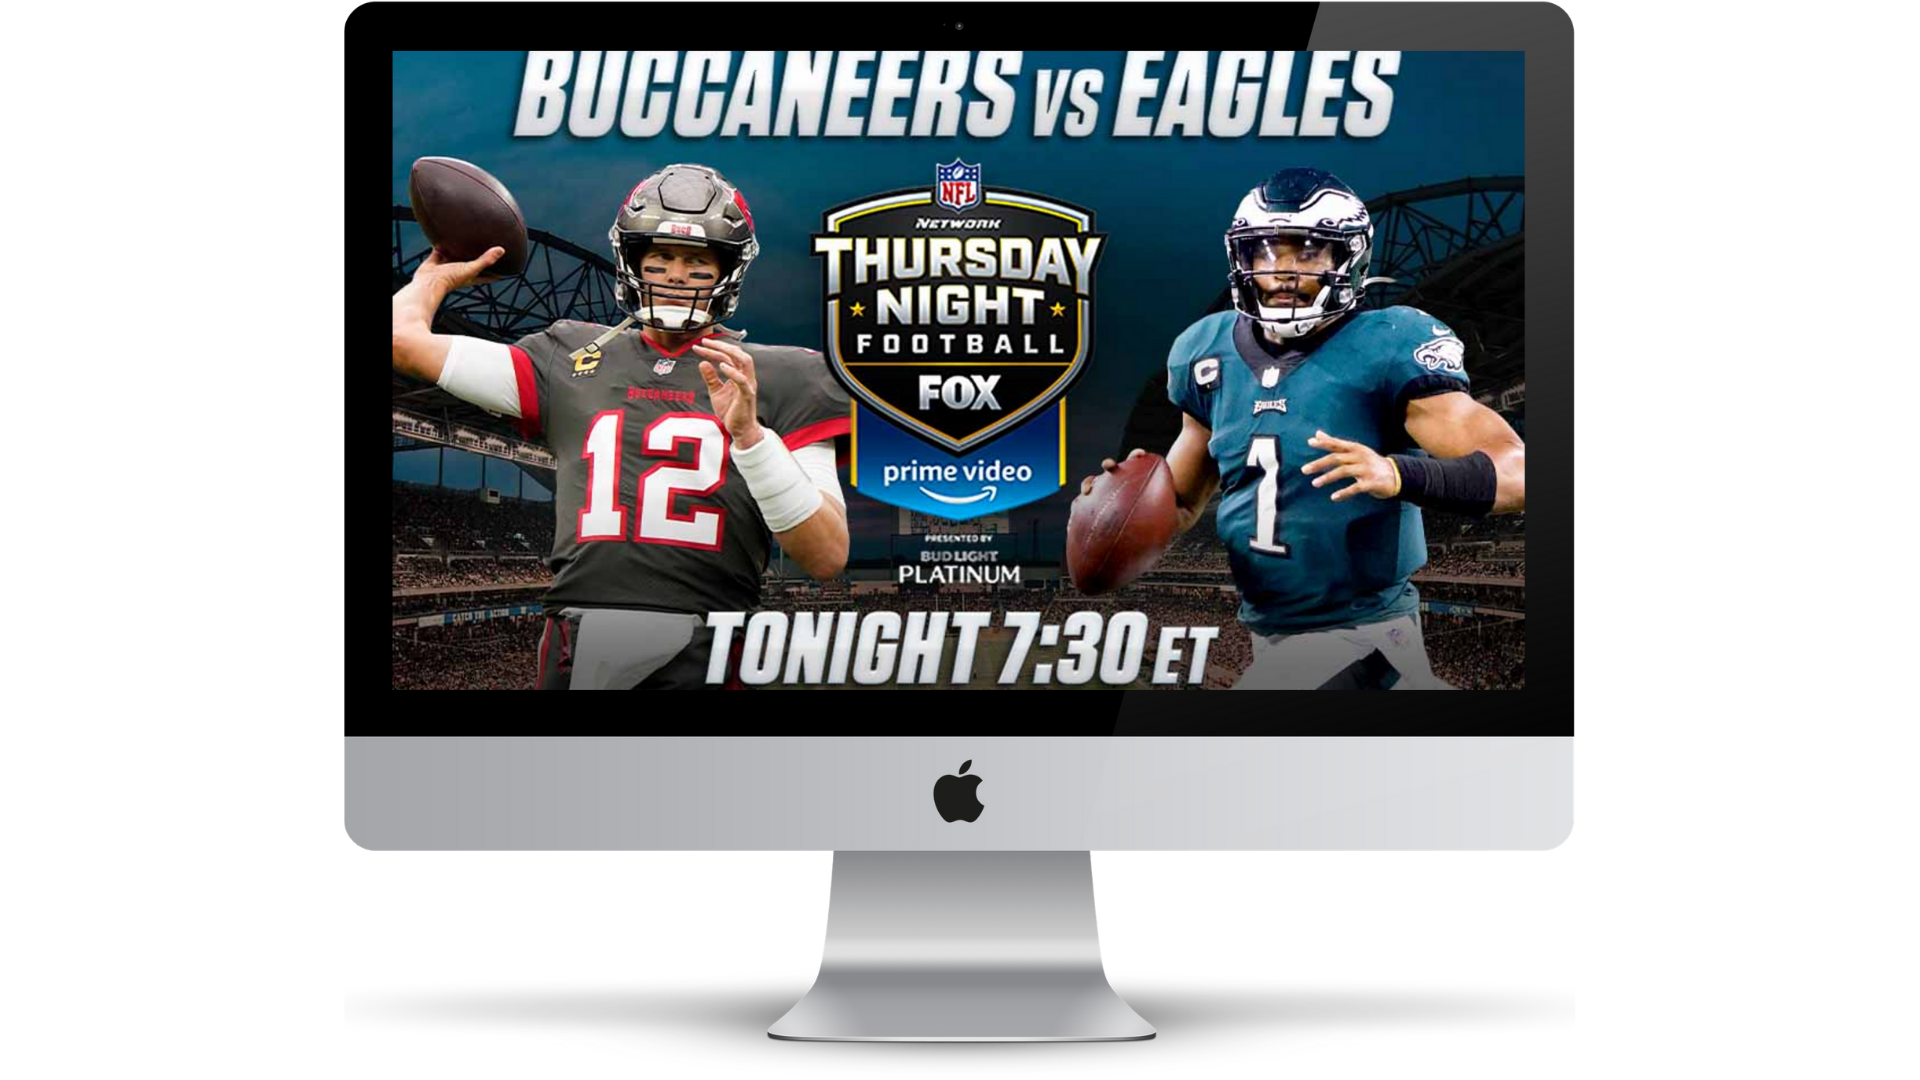 BUCCANEERS VS EAGLES
NFL
NETWORK
THURSDAY
NIGHT
FOOTBALL
FOX
prime video
PRESENTED BY
BUD LIGHT
PLATINUM
C
BUCCANEERS
12
C
EAGLES
1
TONIGHT 7:30 ET